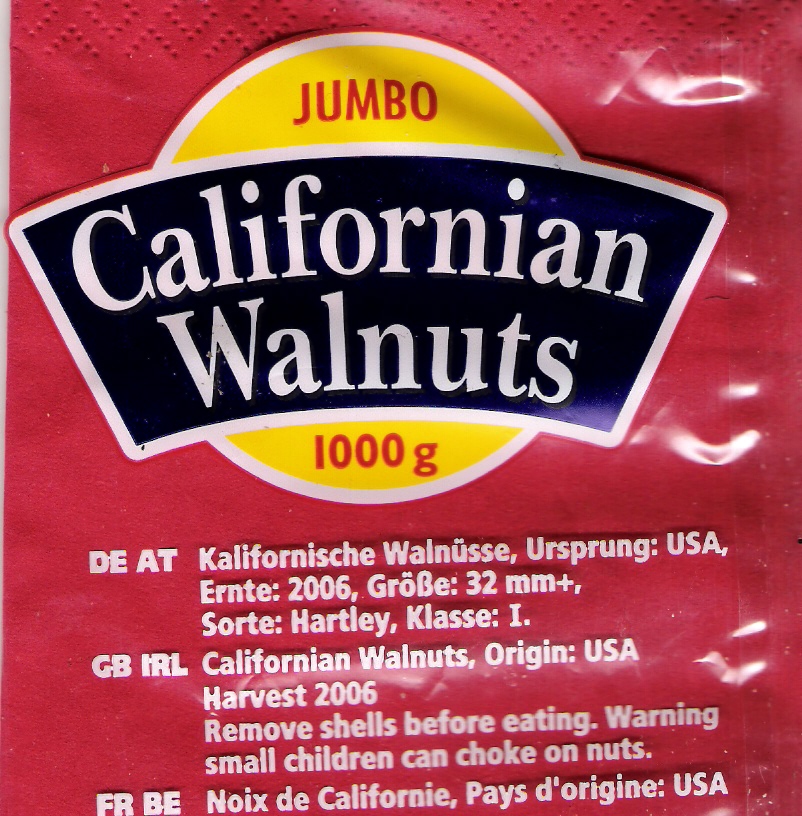 JUMBO
Californian
Walnuts
1000 g
DE AT Kalifornische Walnüsse, Ursprung: USA,
Ernte: 2006, Größe: 32 mm+,
Sorte: Hartley, Klasse: I.
GB IRL Californian Walnuts, Origin: USA
Harvest 2006
Remove shells before eating. Warning
small children can choke on nuts.
FR BE Noix de Californie, Pays d'origine: USA